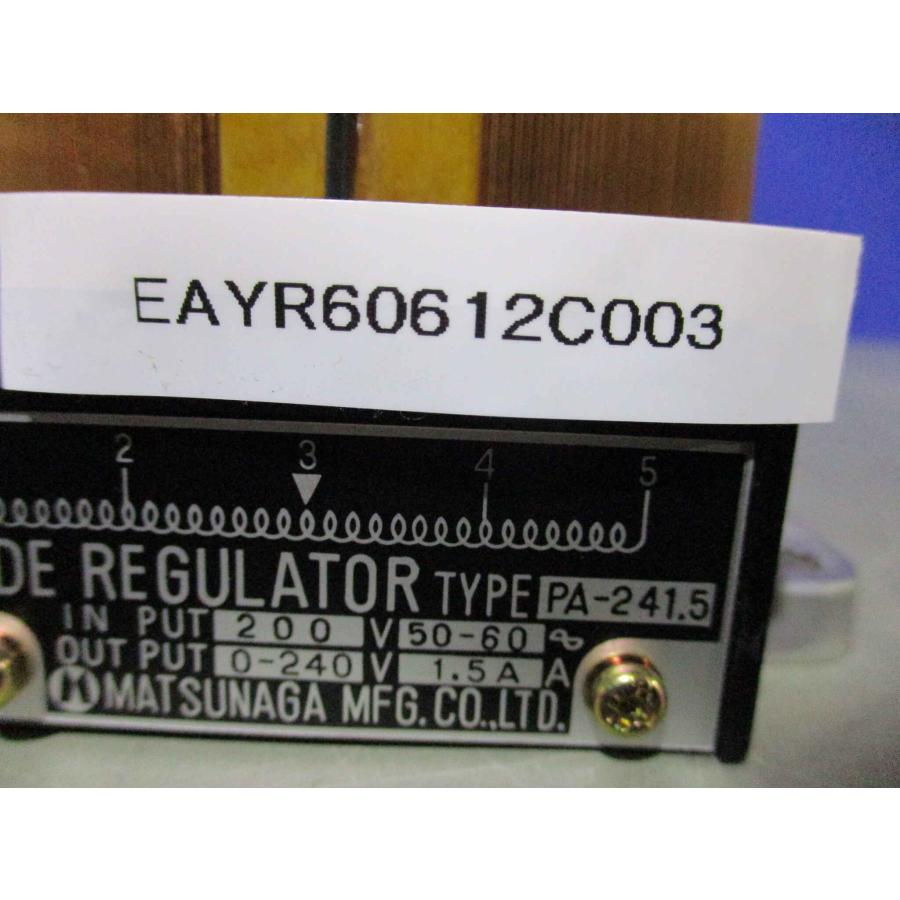 EAYR60612C003
2 3 4 5
DE REGULATOR TYPE PA-241.5
IN PUT 200 V 50-60 ∿
OUT PUT 0-240 V 1.5A A
MATSUNAGA MFG. CO.,LTD.